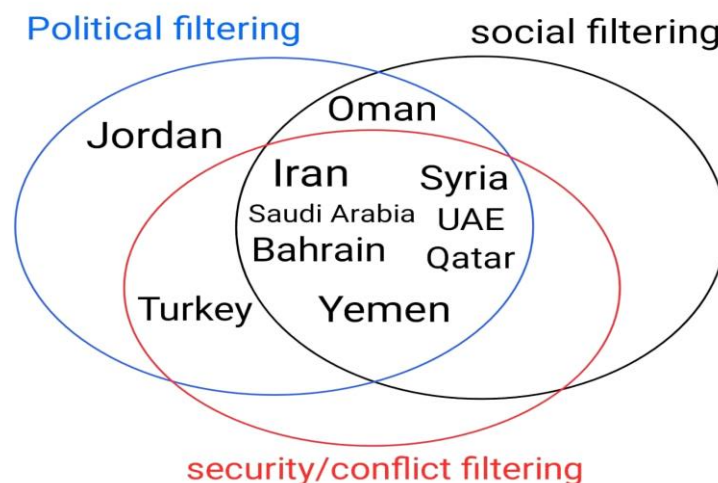 Political filtering
social filtering
Oman
Jordan
Iran
Syria
Saudi Arabia
UAE
Bahrain
Qatar
Turkey
Yemen
security/conflict filtering